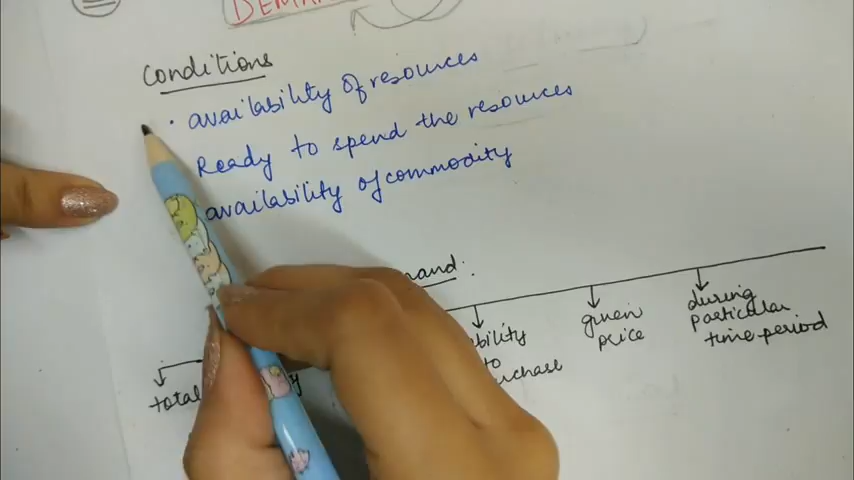 Conditions
• availability of resources
Ready to spend the resources
availability of commodity
total
to
given
price
during
particular
time period